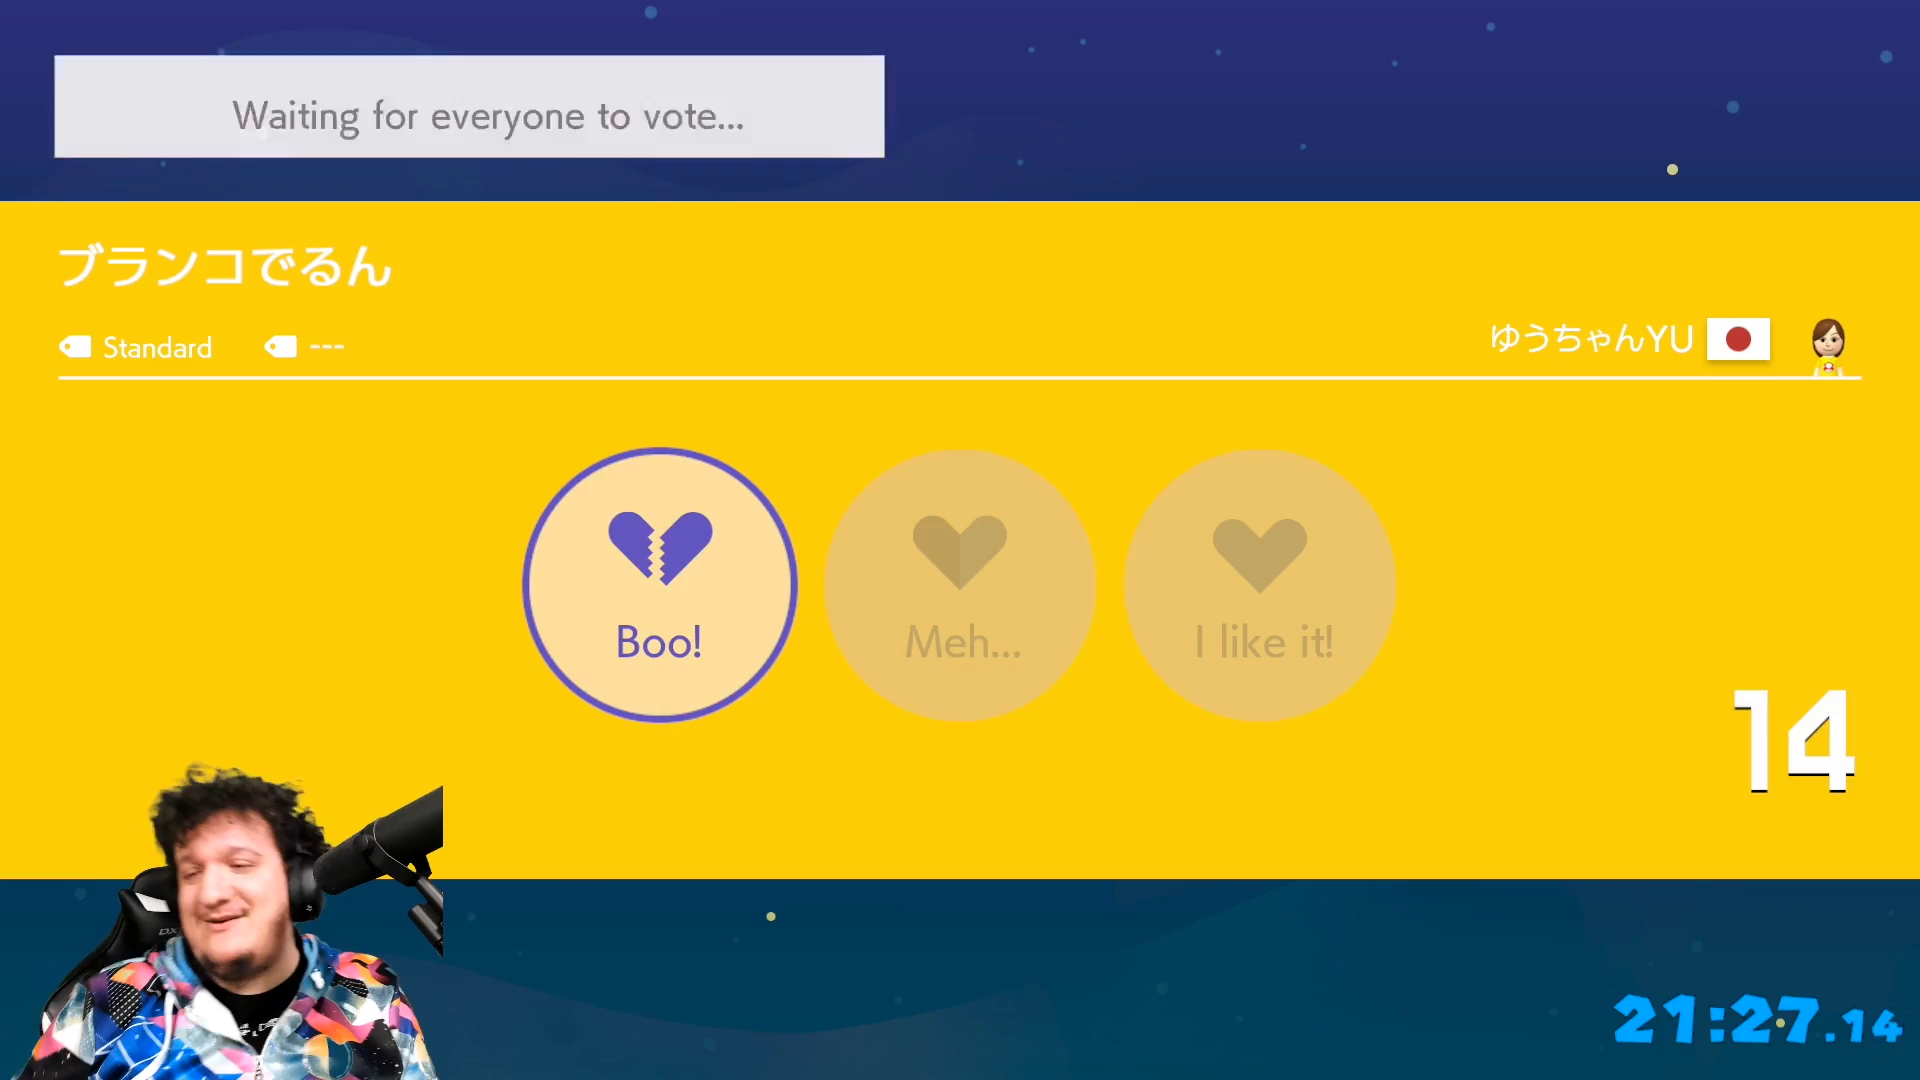 Waiting for everyone to vote...
ブランコでるん
Standard
---
ゆうちゃんYU
Boo!
Meh...
I like it!
14
DX
21:27.14